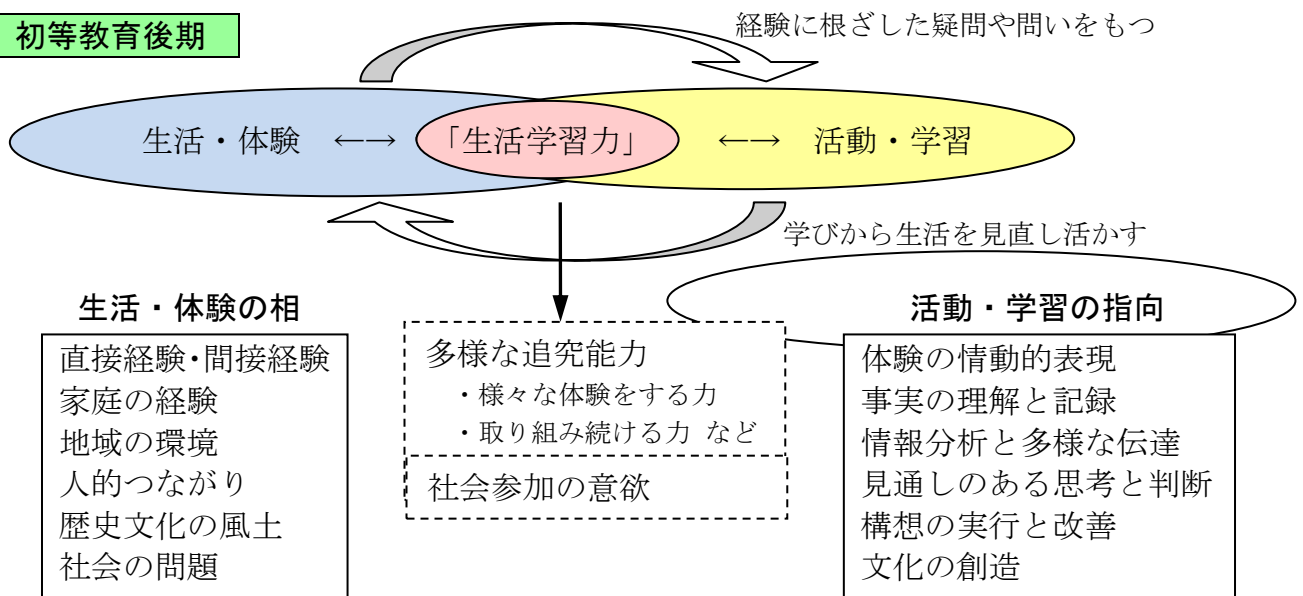 初等教育後期
経験に根ざした疑問や問いをもつ
生活・体験 ←→ 「生活学習力」 ←→ 活動・学習
学びから生活を見直し活かす
生活・体験の相
直接経験・間接経験
家庭の経験
地域の環境
人的つながり
歴史文化の風土
社会の問題
多様な追究能力
・様々な体験をする力
・取り組み続ける力 など
社会参加の意欲
活動・学習の指向
体験の情動的表現
事実の理解と記録
情報分析と多様な伝達
見通しのある思考と判断
構想の実行と改善
文化の創造